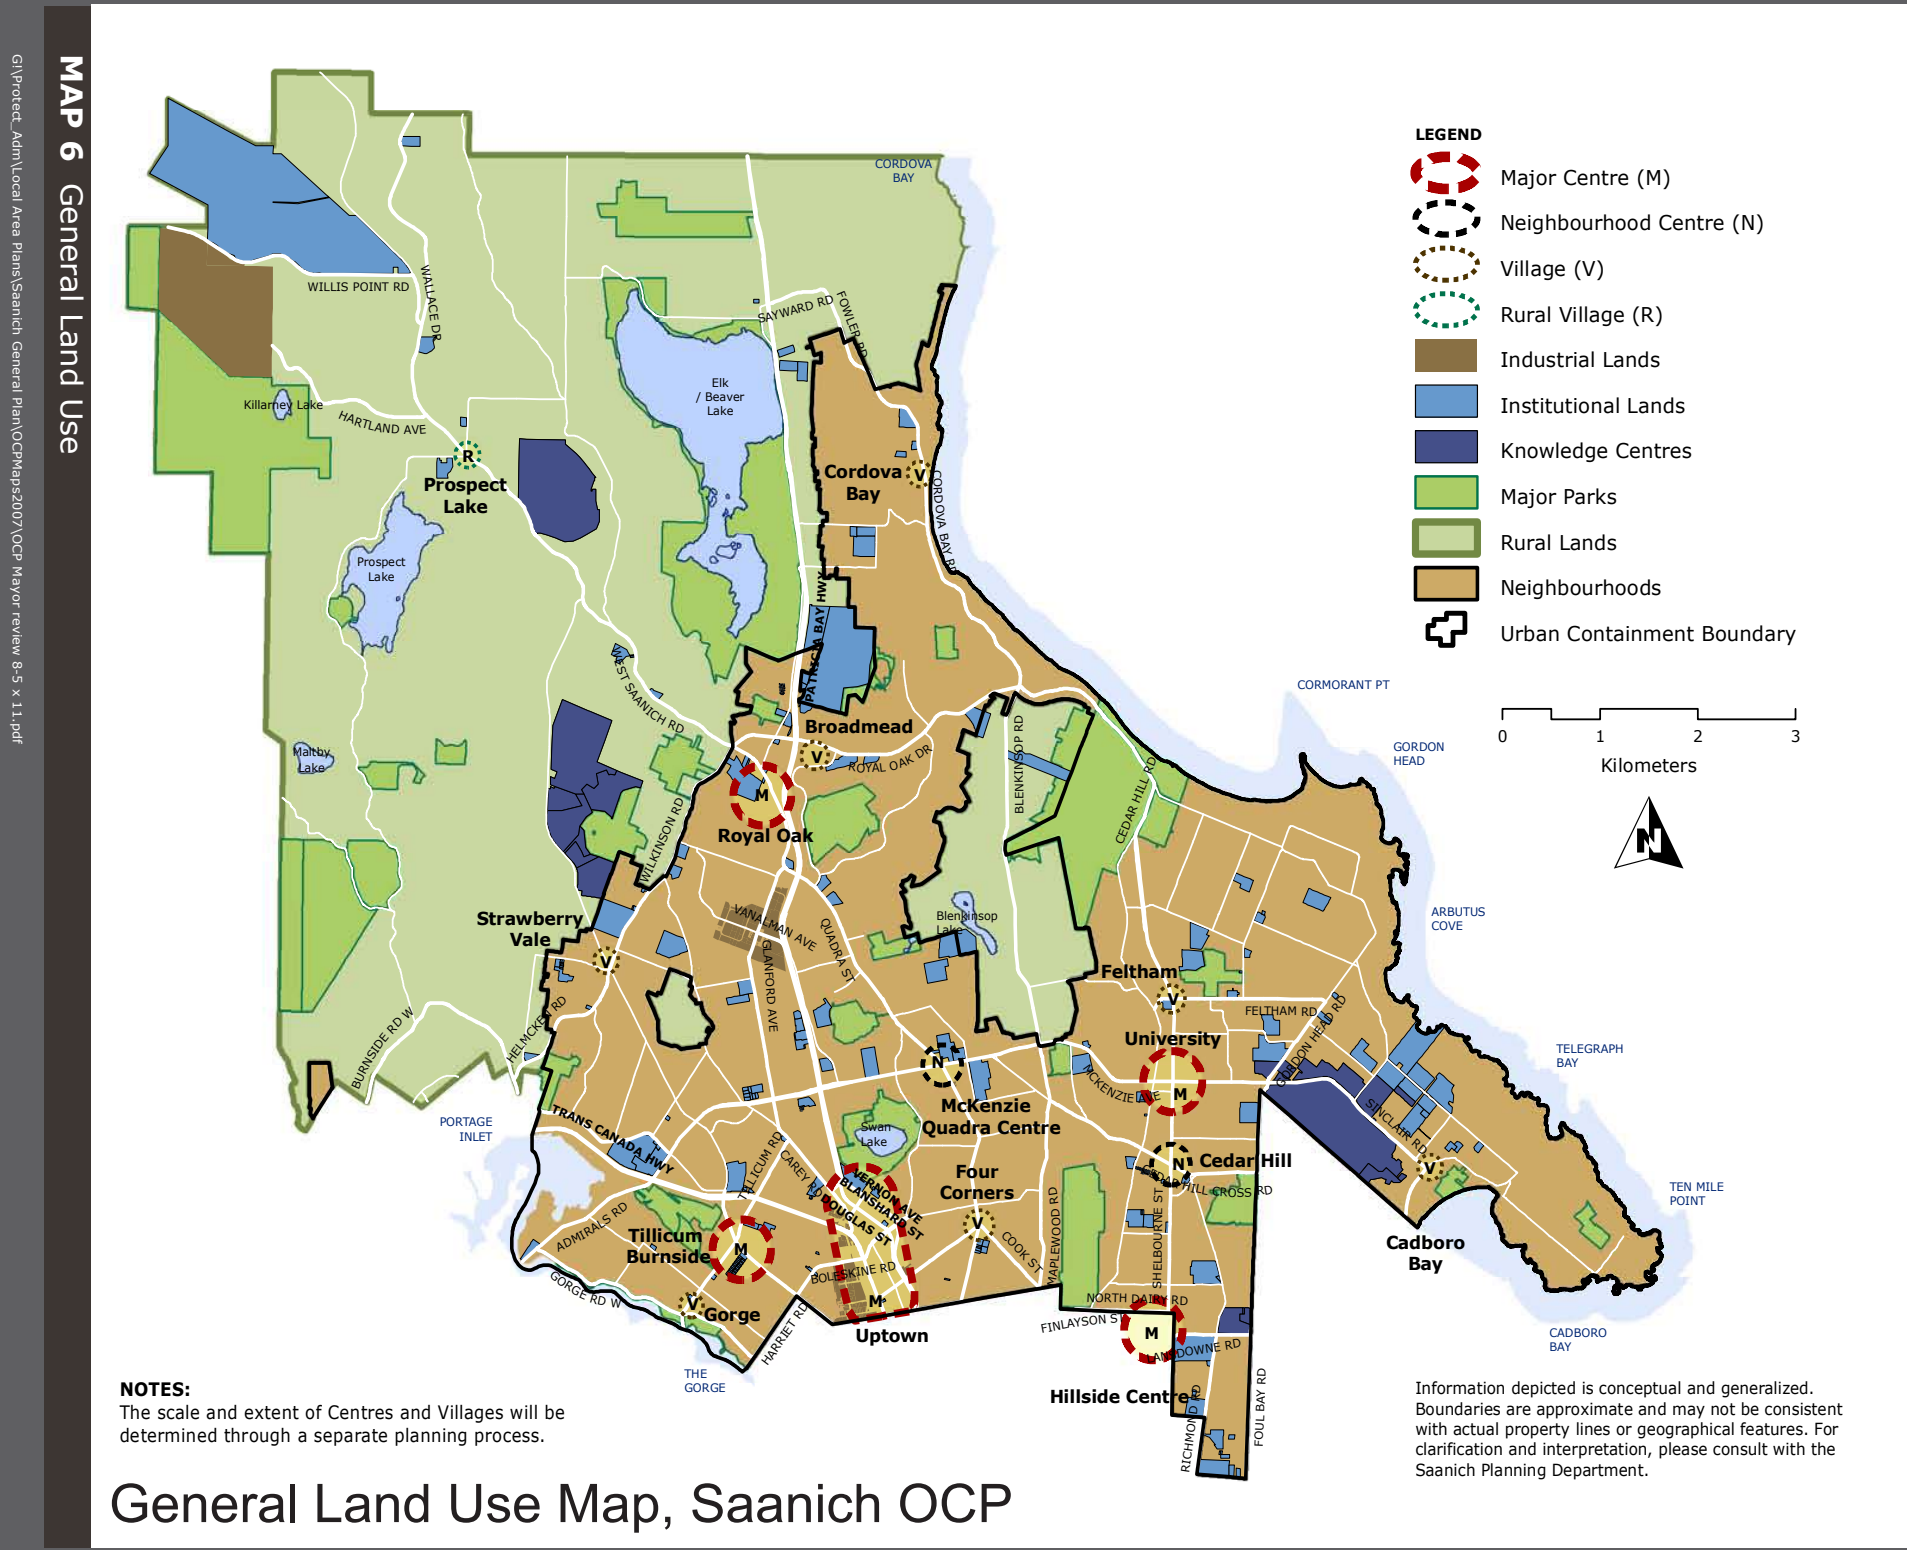 G!\Protect_Adm\Local Area Plans\Saanich General Plan\OCPMaps2007\OCP Mayor review 8-5 x 11.pdf
MAP 6 General Land Use
CORDOVA
BAY
WILLIS POINT RD
WALLACE DR
SAYWARD RD
FOWLER RD
Elk
/ Beaver
Lake
Killarney Lake
HARTLAND AVE
R
Prospect
Lake
Cordova
Bay
V
CORDOVA BAY RD
Prospect
Lake
PATRICIA BAY HWY
WEST SAANICH RD
Broadmead
V
ROYAL OAK DR
BLENKINSOP RD
CEDAR HILL RD
Maltby
Lake
M
Royal Oak
WILKINSON RD
CORMORANT PT
GORDON
HEAD
ARBUTUS
COVE
Strawberry
Vale
V
VANALMAN AVE
GLANFORD AVE
QUADRA ST
Blenkinsop
Lake
Feltham
V
FELTHAM RD
GORDON HEAD RD
University
M
MCKENZIE AVE
BURNSIDE RD W
HELMCKEN RD
N
McKenzie
Quadra Centre
TELEGRAPH
BAY
SINCLAIR RD
PORTAGE
INLET
TRANS CANADA HWY
TILLICUM RD
CAREY RD
Swan
Lake
N
Cedar Hill
CEDAR HILL CROSS RD
V
TEN MILE
POINT
Four
Corners
V
COOK ST
MAPLEWOOD RD
SHELBOURNE ST
VERNON AVE
BLANSHARD ST
DOUGLAS ST
ADMIRALS RD
Tillicum
Burnside
M
BOLESKINE RD
GORGE RD W
V
Gorge
HARRIET RD
M
Uptown
NORTH DAIRY RD
FINLAYSON ST
M
LANSDOWNE RD
Hillside Centre
RICHMOND RD
FOUL BAY RD
Cadboro
Bay
CADBORO
BAY
THE
GORGE
LEGEND
Major Centre (M)
Neighbourhood Centre (N)
Village (V)
Rural Village (R)
Industrial Lands
Institutional Lands
Knowledge Centres
Major Parks
Rural Lands
Neighbourhoods
Urban Containment Boundary
0 1 2 3
Kilometers
N
NOTES:
The scale and extent of Centres and Villages will be
determined through a separate planning process.
Information depicted is conceptual and generalized.
Boundaries are approximate and may not be consistent
with actual property lines or geographical features. For
clarification and interpretation, please consult with the
Saanich Planning Department.
General Land Use Map, Saanich OCP